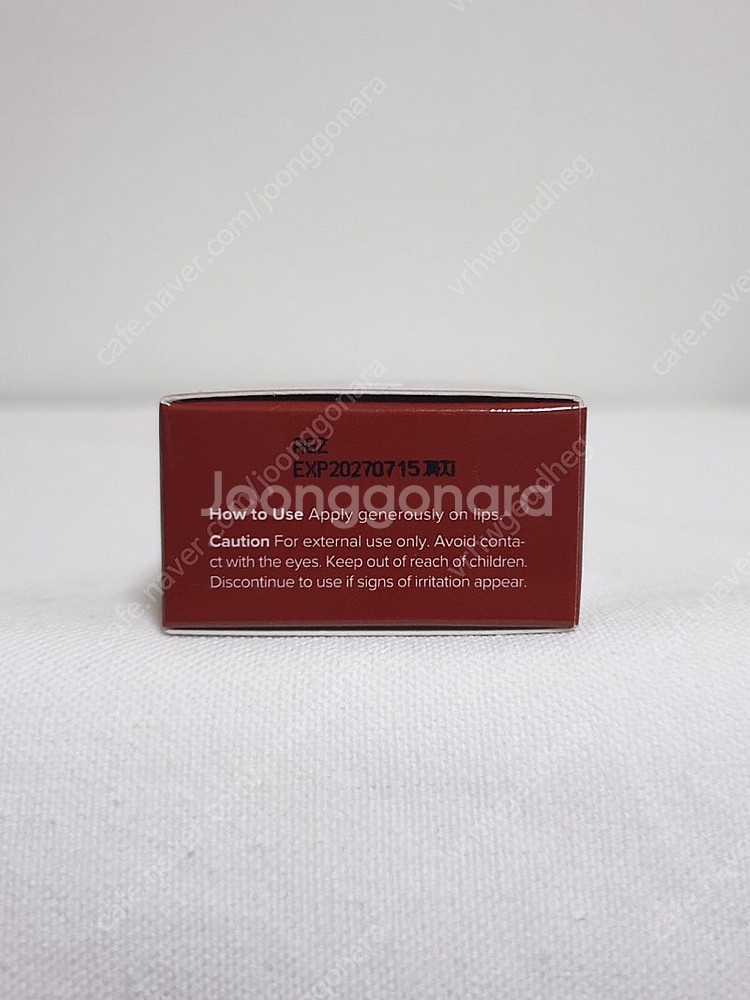 EXP20270715까지
Joonggonara
How to Use Apply generously on lips.
Caution For external use only. Avoid conta-
ct with the eyes. Keep out of reach of children.
Discontinue to use if signs of irritation appear.
cafe.naver.com/joonggonara
vrhwgeudheg